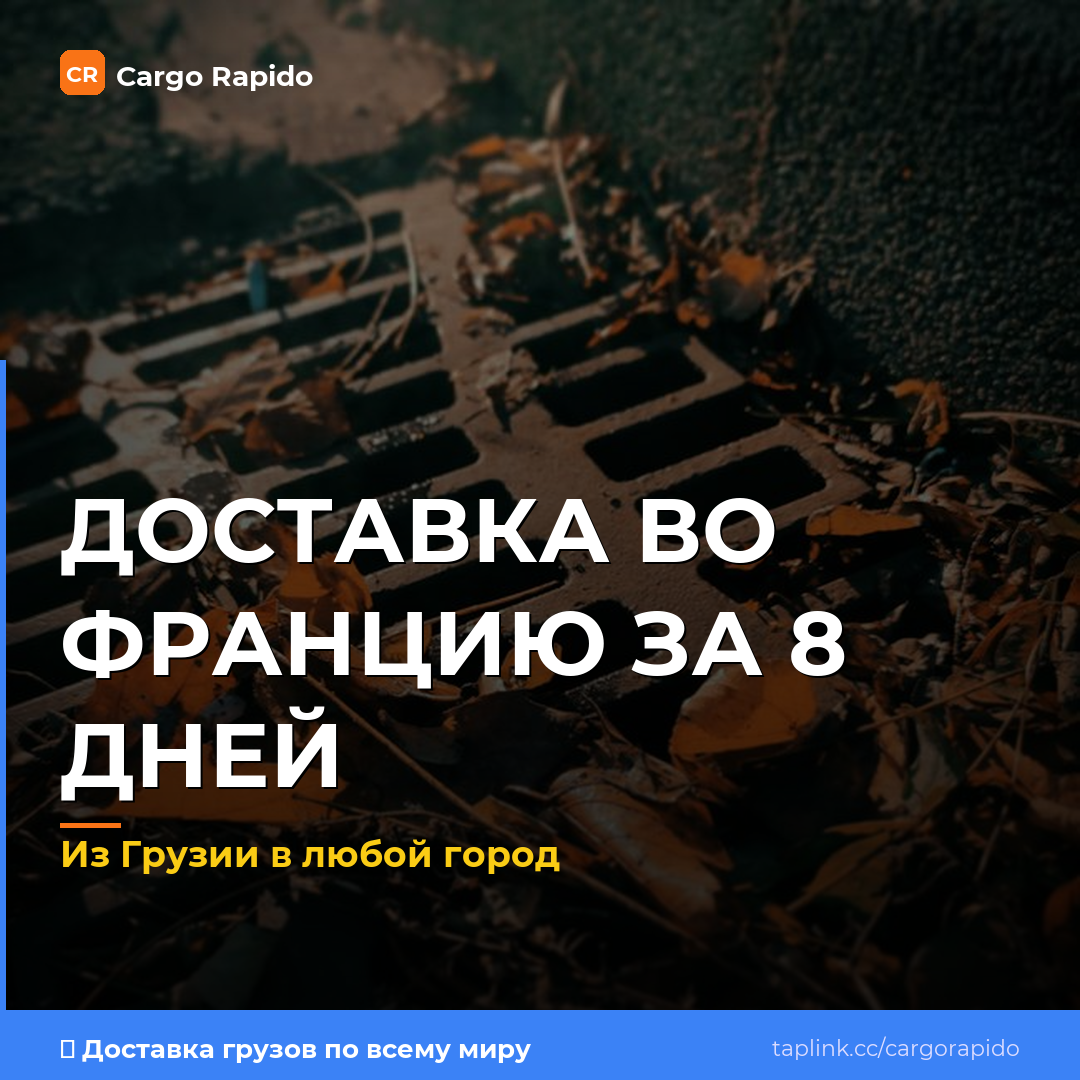 CR Cargo Rapido
ДОСТАВКА ВО
ФРАНЦИЮ ЗА 8
ДНЕЙ
Из Грузии в любой город
Доставка грузов по всему миру
taplink.cc/cargorapido